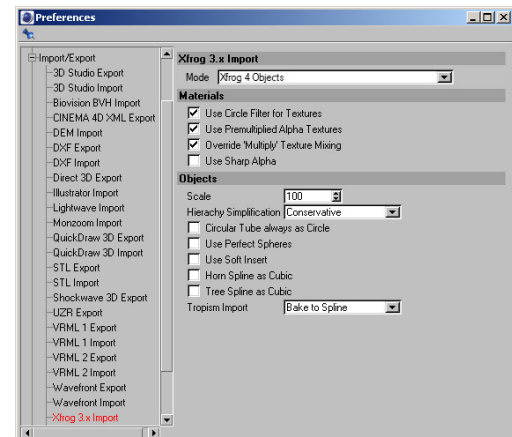 Preferences
Import/Export
3D Studio Export
3D Studio Import
Biovision BVH Import
CINEMA 4D XML Export
DEM Import
DXF Export
DXF Import
Direct 3D Export
Illustrator Import
Lightwave Import
Monzoom Import
QuickDraw 3D Export
QuickDraw 3D Import
STL Export
STL Import
Shockwave 3D Export
UZR Export
VRML 1 Export
VRML 1 Import
VRML 2 Export
VRML 2 Import
Wavefront Export
Wavefront Import
Xfrog 3.x Import
Xfrog 3.x Import
Mode Xfrog 4 Objects
Materials
Use Circle Filter for Textures
Use Premultiplied Alpha Textures
Override 'Multiply' Texture Mixing
Use Sharp Alpha
Objects
Scale 100
Hierachy Simplification Conservative
Circular Tube always as Circle
Use Perfect Spheres
Use Soft Insert
Horn Spline as Cubic
Tree Spline as Cubic
Tropism Import Bake to Spline